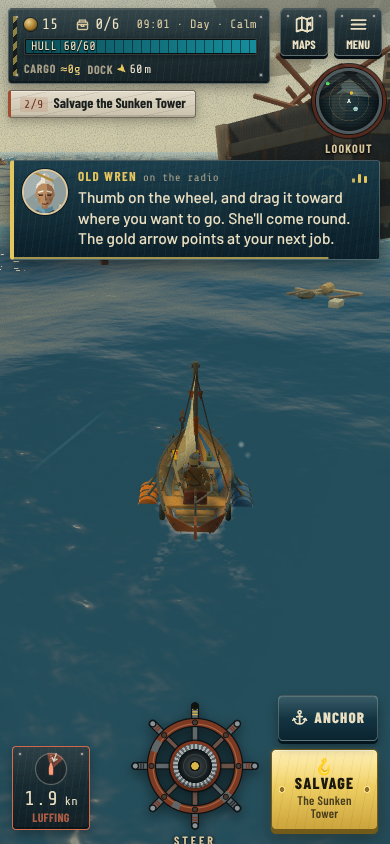 15 0/6 09:01 · Day · Calm
HULL 60/60
CARGO ≈0g DOCK 60m
MAPS
MENU
2/9 Salvage the Sunken Tower
LOOKOUT
OLD WREN on the radio
Thumb on the wheel, and drag it toward
where you want to go. She'll come round.
The gold arrow points at your next job.
ANCHOR
1.9 kn
LUFFING
SALVAGE
The Sunken
Tower
STEER